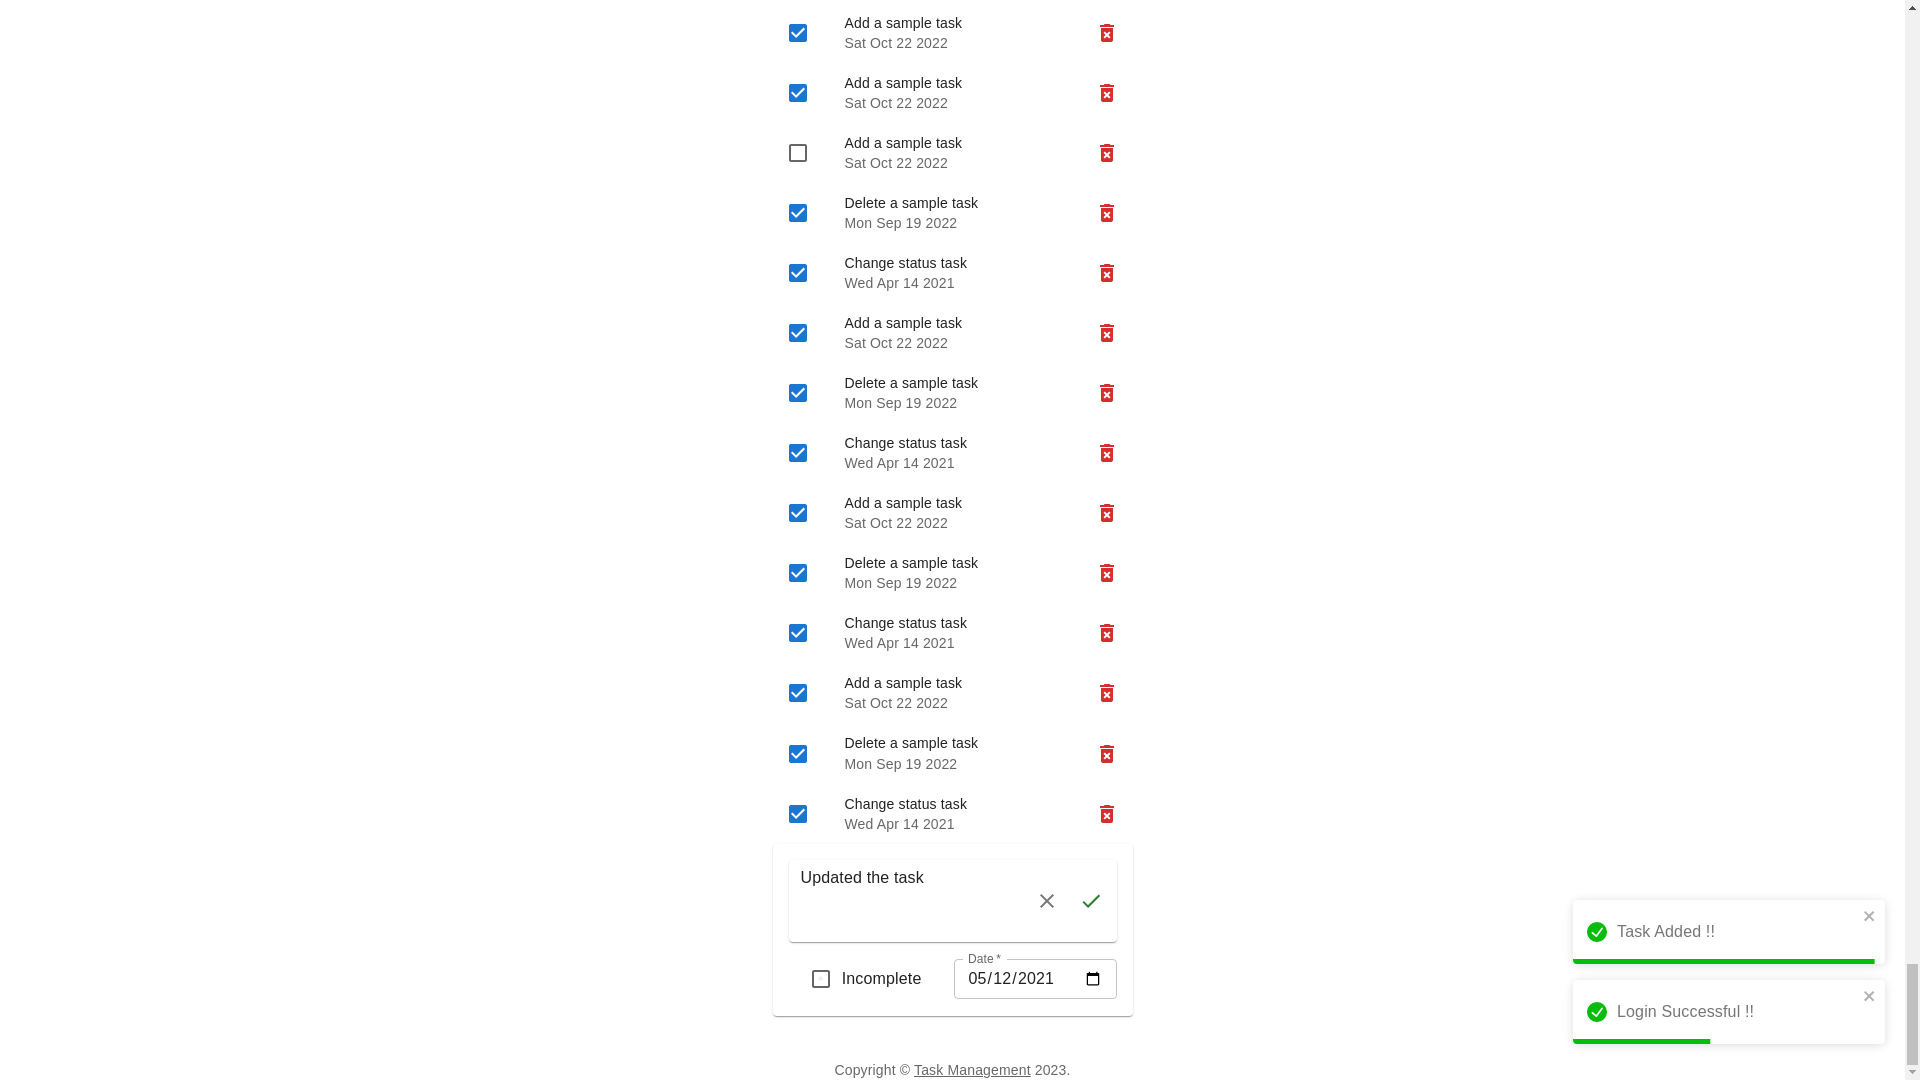 Add a sample task
Sat Oct 22 2022
Add a sample task
Sat Oct 22 2022
Add a sample task
Sat Oct 22 2022
Delete a sample task
Mon Sep 19 2022
Change status task
Wed Apr 14 2021
Add a sample task
Sat Oct 22 2022
Delete a sample task
Mon Sep 19 2022
Change status task
Wed Apr 14 2021
Add a sample task
Sat Oct 22 2022
Delete a sample task
Mon Sep 19 2022
Change status task
Wed Apr 14 2021
Add a sample task
Sat Oct 22 2022
Delete a sample task
Mon Sep 19 2022
Change status task
Wed Apr 14 2021
Updated the task
Incomplete
Date *
05/12/2021
Task Added !!
Login Successful !!
Copyright © Task Management 2023.